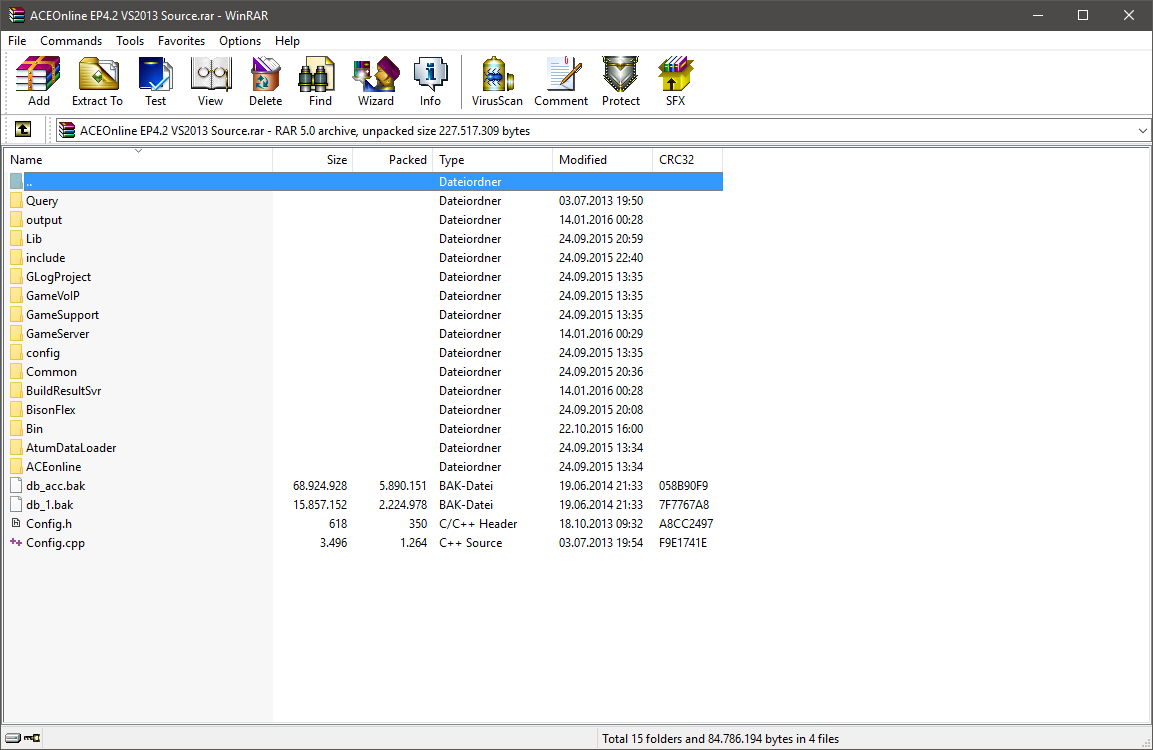 ACEOnline EP4.2 VS2013 Source.rar - WinRAR
File Commands Tools Favorites Options Help
Add Extract To Test View Delete Find Wizard Info VirusScan Comment Protect SFX
ACEOnline EP4.2 VS2013 Source.rar - RAR 5.0 archive, unpacked size 227.517.309 bytes
Name Size Packed Type Modified CRC32
.. Dateiordner
Query Dateiordner 03.07.2013 19:50
output Dateiordner 14.01.2016 00:28
Lib Dateiordner 24.09.2015 20:59
include Dateiordner 24.09.2015 22:40
GLogProject Dateiordner 24.09.2015 13:35
GameVoIP Dateiordner 24.09.2015 13:35
GameSupport Dateiordner 24.09.2015 13:35
GameServer Dateiordner 14.01.2016 00:29
config Dateiordner 24.09.2015 13:35
Common Dateiordner 24.09.2015 20:36
BuildResultSvr Dateiordner 14.01.2016 00:28
BisonFlex Dateiordner 24.09.2015 20:08
Bin Dateiordner 22.10.2015 16:00
AtumDataLoader Dateiordner 24.09.2015 13:34
ACEonline Dateiordner 24.09.2015 13:34
db_acc.bak 68.924.928 5.890.151 BAK-Datei 19.06.2014 21:33 058B90F9
db_1.bak 15.857.152 2.224.978 BAK-Datei 19.06.2014 21:33 7F7767A8
Config.h 618 350 C/C++ Header 18.10.2013 09:32 A8CC2497
Config.cpp 3.496 1.264 C++ Source 03.07.2013 19:54 F9E1741E
Total 15 folders and 84.786.194 bytes in 4 files